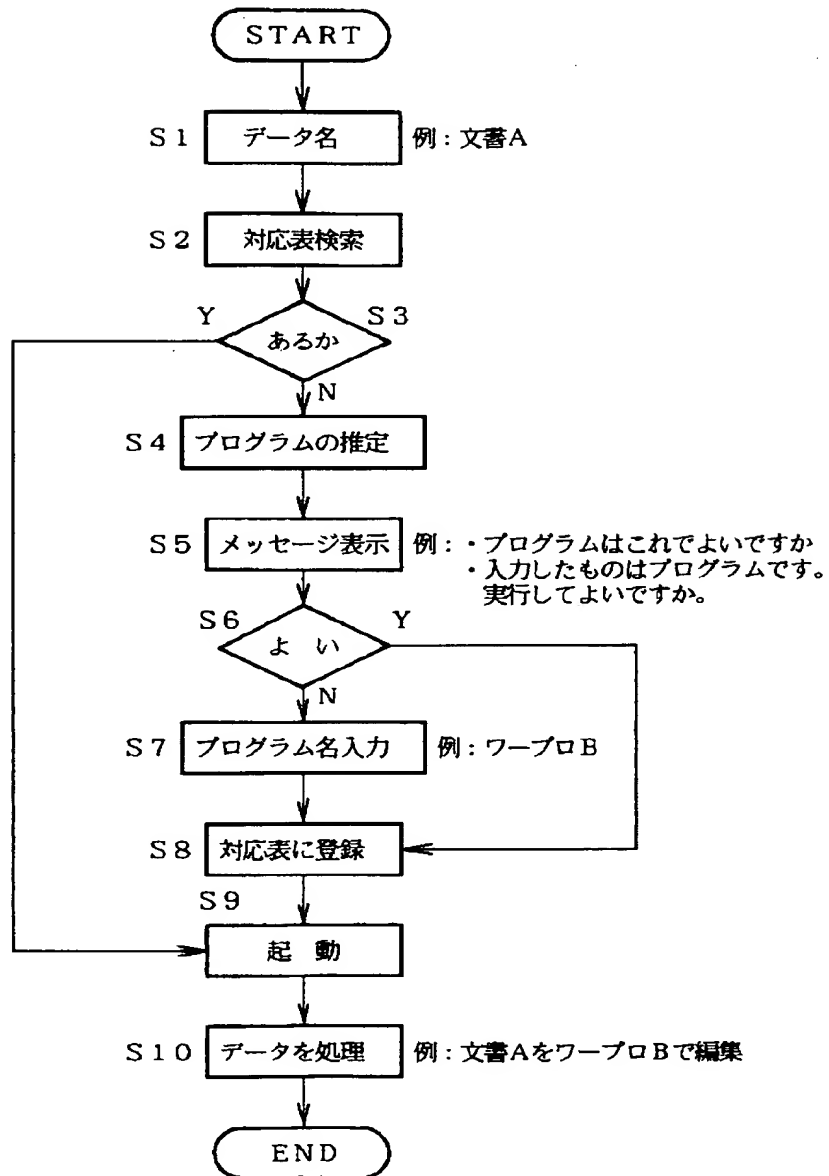 START
S1 データ名 例：文書A
S2 対応表検索
Y S3
あるか
N
S4 プログラムの推定
S5 メッセージ表示 例：・プログラムはこれでよいですか
・入力したものはプログラムです。
実行してよいですか。
S6 Y
よい
N
S7 プログラム名入力 例：ワープロB
S8 対応表に登録
S9
起動
S10 データを処理 例：文書AをワープロBで編集
END